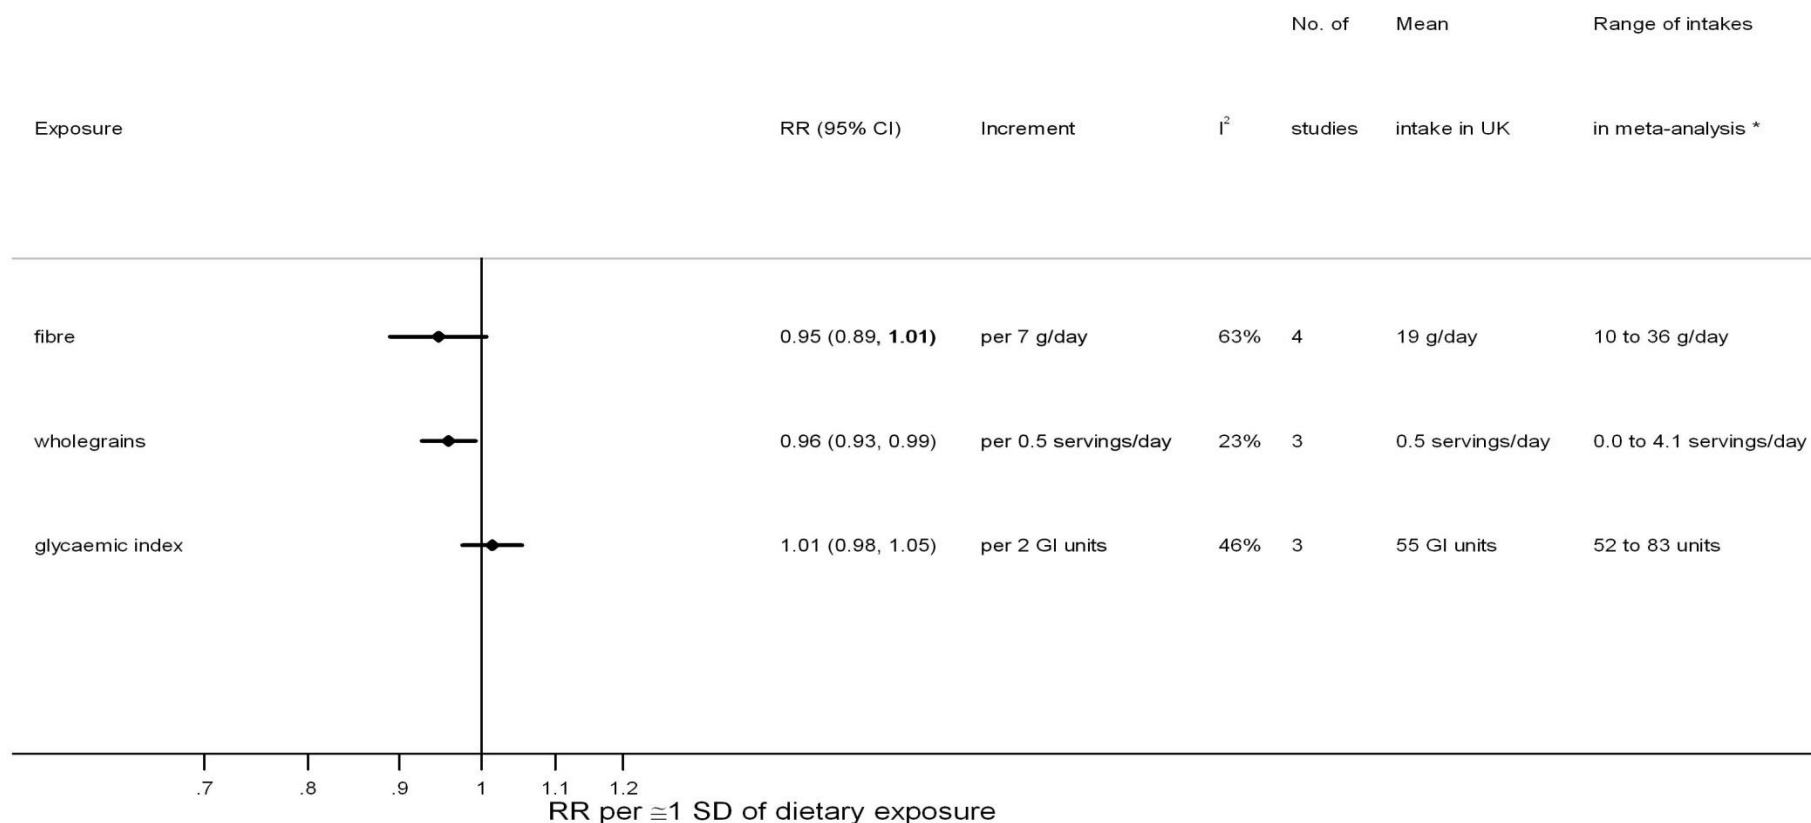 No. of Mean Range of intakes
Exposure RR (95% CI) Increment I² studies intake in UK in meta-analysis *
fibre 0.95 (0.89, 1.01) per 7 g/day 63% 4 19 g/day 10 to 36 g/day
wholegrains 0.96 (0.93, 0.99) per 0.5 servings/day 23% 3 0.5 servings/day 0.0 to 4.1 servings/day
glycaemic index 1.01 (0.98, 1.05) per 2 GI units 46% 3 55 GI units 52 to 83 units
.7 .8 .9 1 1.1 1.2
RR per ≅1 SD of dietary exposure